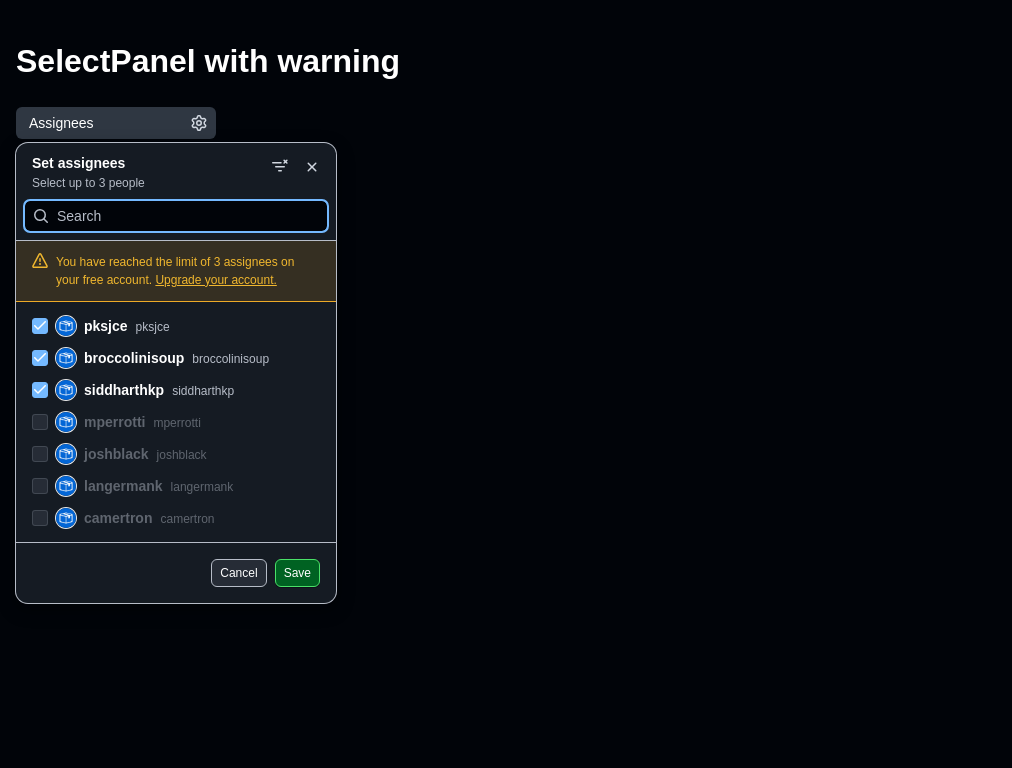 SelectPanel with warning
Assignees
Set assignees
Select up to 3 people
Search
You have reached the limit of 3 assignees on
your free account. Upgrade your account.
pksjce pksjce
broccolinisoup broccolinisoup
siddharthkp siddharthkp
mperrotti mperrotti
joshblack joshblack
langermank langermank
camertron camertron
Cancel Save